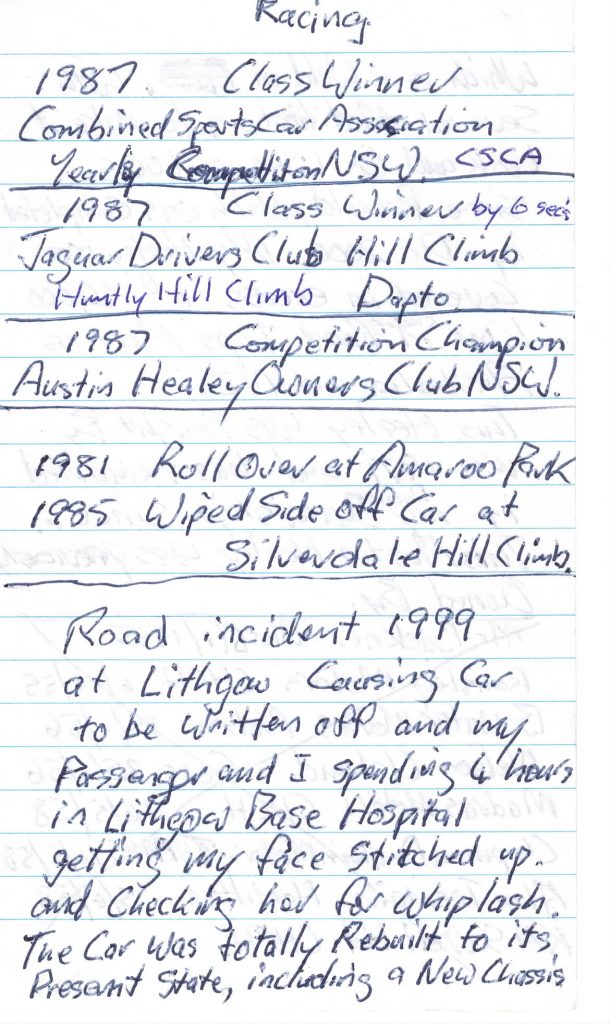 Racing.
1987 Class Winner
Combined Sports Car Association
Yearly Competition NSW. CSCA
1987 Class Winner by 6 secs
Jaguar Drivers Club Hill Climb
Huntly Hill Climb Dapto.
1987 Competition Champion
Austin Healey Owners Club NSW.
1981 Roll Over at Amaroo Park
1985 Wiped Side off Car at
Silverdale Hill Climb.
Road incident 1999
at Lithgow Causing Car
to be written off and my
Passenger and I spending 4 hours
in Lithgow Base Hospital
getting my face Stitched up.
and Checking her for whiplash.
The Car was totally Rebuilt to its
Present State, including a New Chassis